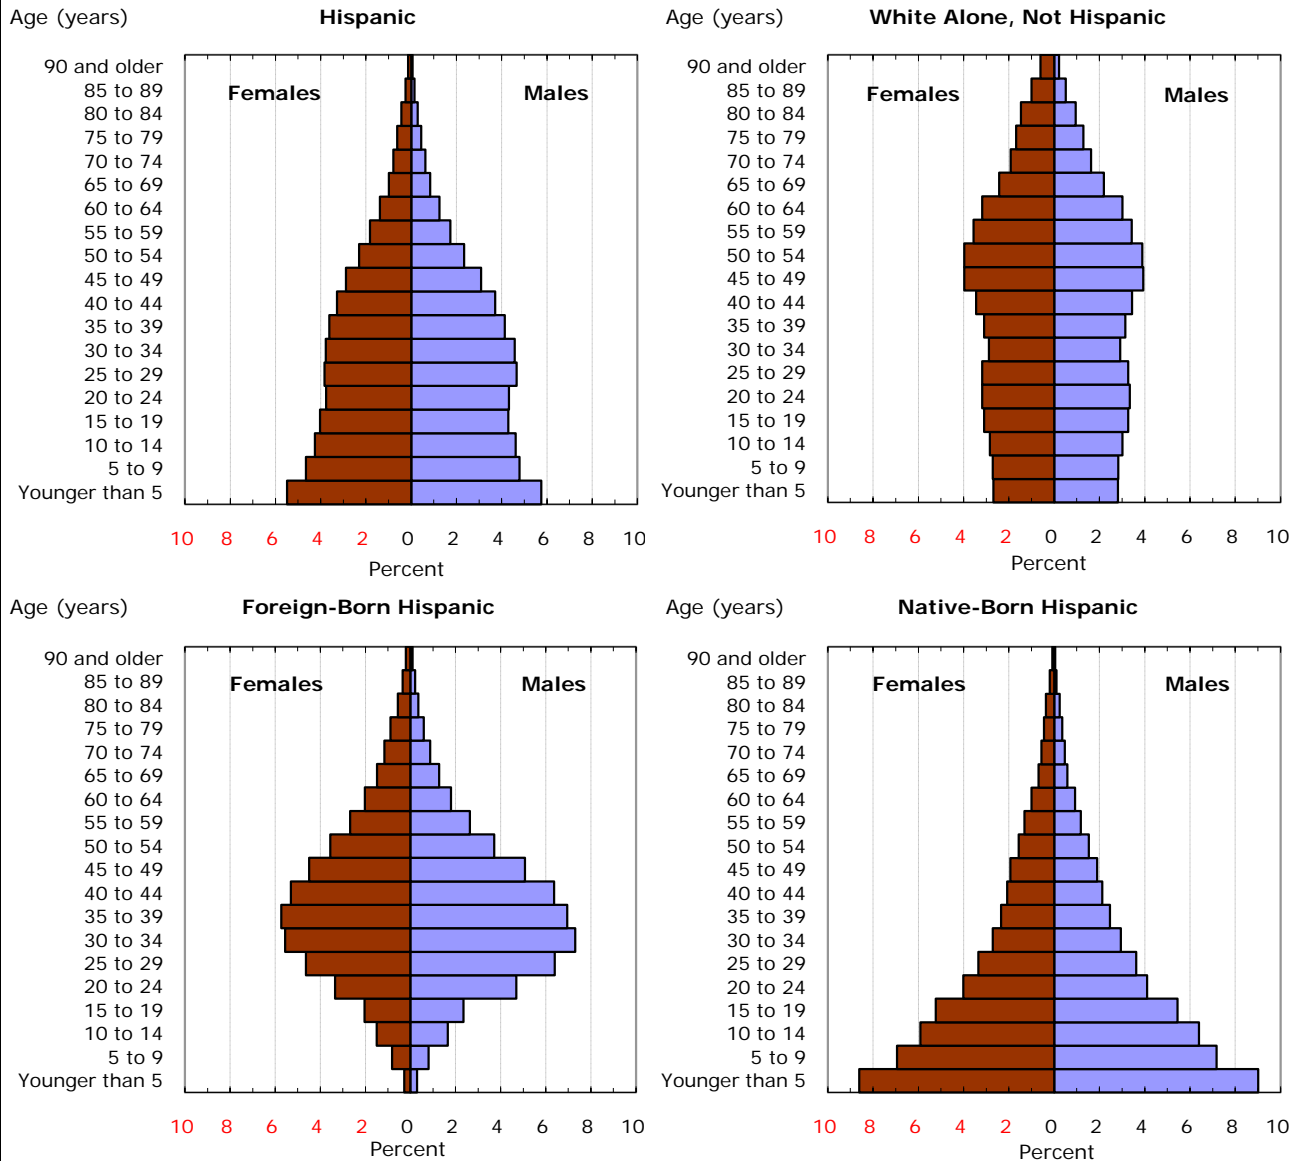 Age (years) Hispanic
90 and older
85 to 89
80 to 84
75 to 79
70 to 74
65 to 69
60 to 64
55 to 59
50 to 54
45 to 49
40 to 44
35 to 39
30 to 34
25 to 29
20 to 24
15 to 19
10 to 14
5 to 9
Younger than 5
Females Males
10 8 6 4 2 0 2 4 6 8 10
Percent
Age (years) White Alone, Not Hispanic
90 and older
85 to 89
80 to 84
75 to 79
70 to 74
65 to 69
60 to 64
55 to 59
50 to 54
45 to 49
40 to 44
35 to 39
30 to 34
25 to 29
20 to 24
15 to 19
10 to 14
5 to 9
Younger than 5
Females Males
10 8 6 4 2 0 2 4 6 8 10
Percent
Age (years) Foreign-Born Hispanic
90 and older
85 to 89
80 to 84
75 to 79
70 to 74
65 to 69
60 to 64
55 to 59
50 to 54
45 to 49
40 to 44
35 to 39
30 to 34
25 to 29
20 to 24
15 to 19
10 to 14
5 to 9
Younger than 5
Females Males
10 8 6 4 2 0 2 4 6 8 10
Percent
Age (years) Native-Born Hispanic
90 and older
85 to 89
80 to 84
75 to 79
70 to 74
65 to 69
60 to 64
55 to 59
50 to 54
45 to 49
40 to 44
35 to 39
30 to 34
25 to 29
20 to 24
15 to 19
10 to 14
5 to 9
Younger than 5
Females Males
10 8 6 4 2 0 2 4 6 8 10
Percent